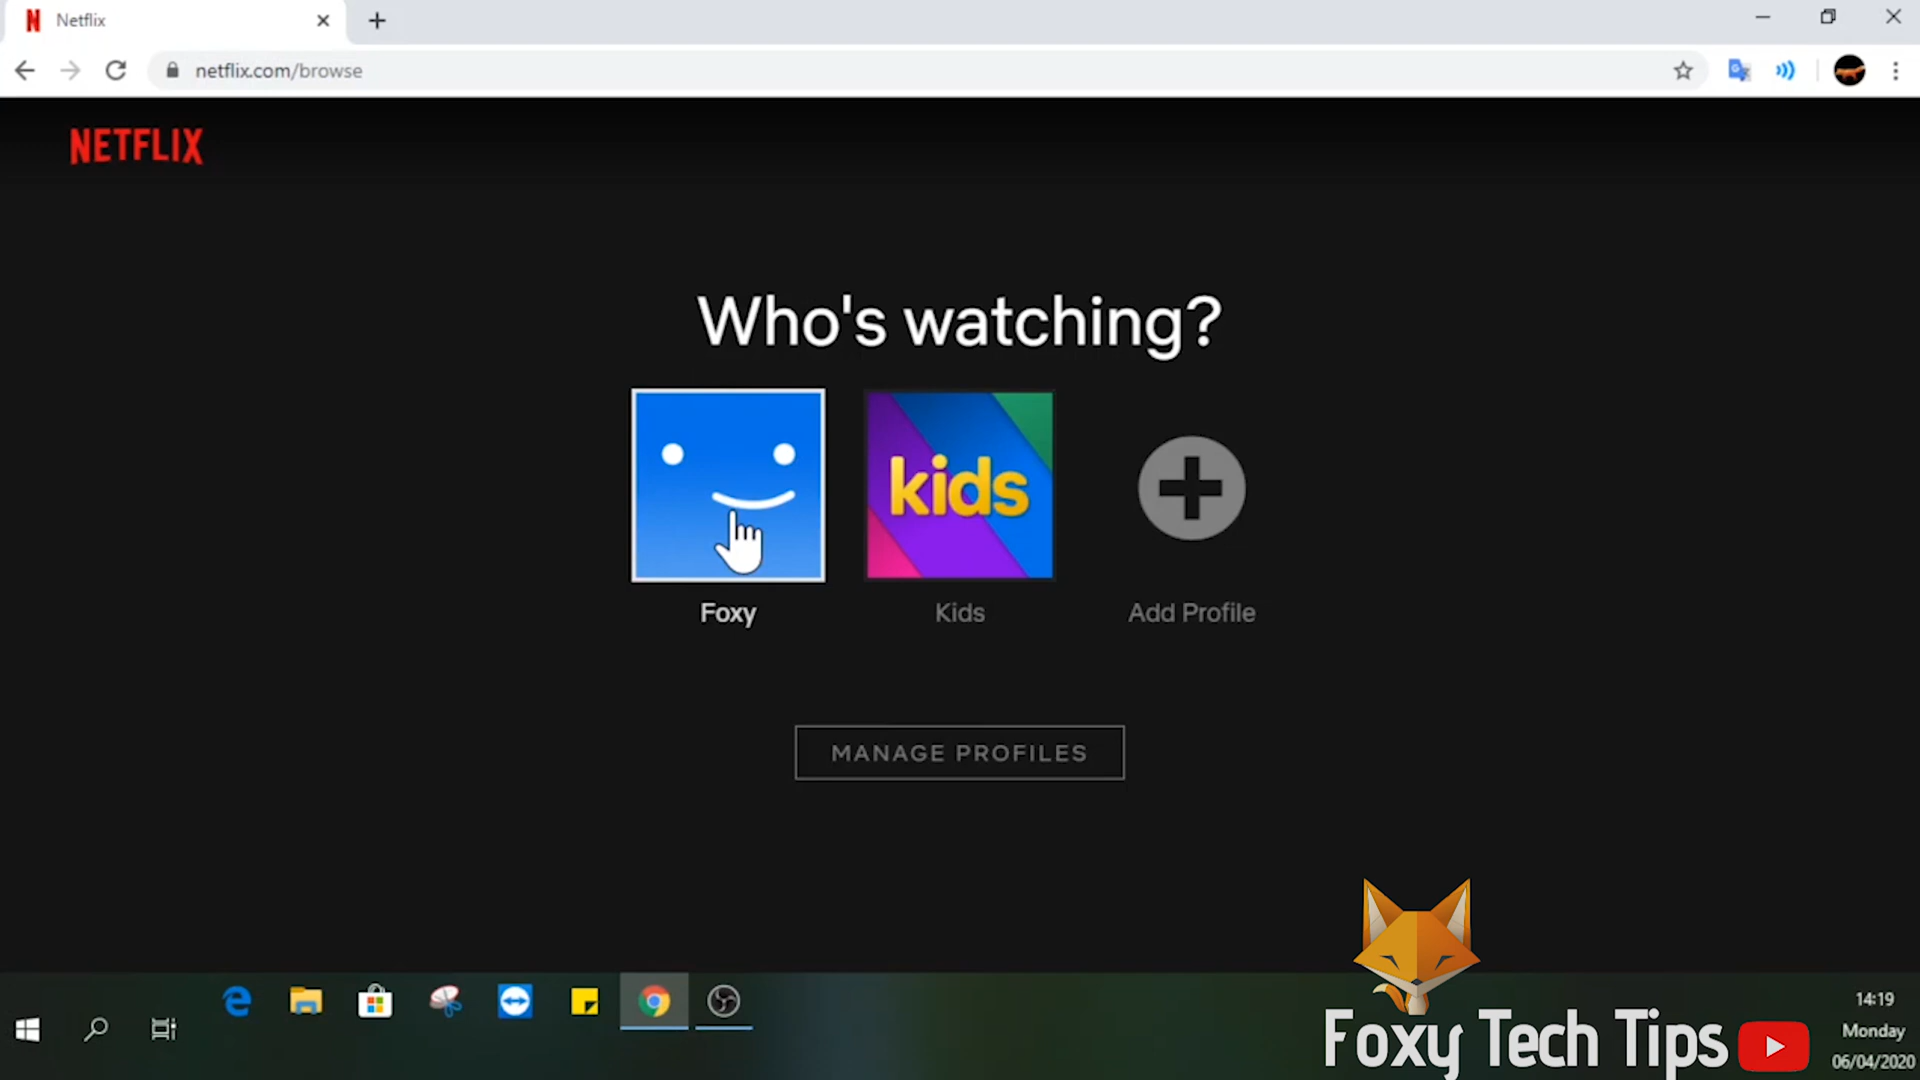 Netflix
netflix.com/browse
NETFLIX
Who's watching?
kids
Foxy
Kids
Add Profile
MANAGE PROFILES
14:19
Monday
06/04/2020
Foxy Tech Tips